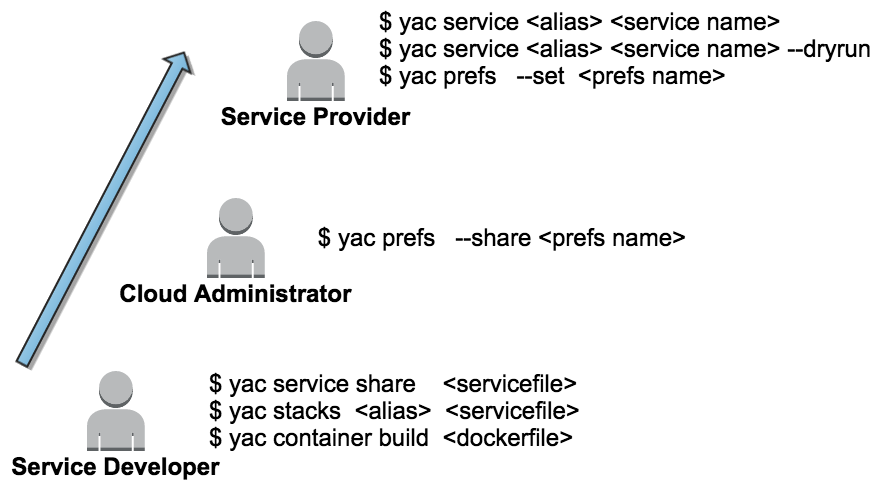 $ yac service <alias> <service name>
$ yac service <alias> <service name> --dryrun
$ yac prefs --set <prefs name>
Service Provider
$ yac prefs --share <prefs name>
Cloud Administrator
$ yac service share <servicefile>
$ yac stacks <alias> <servicefile>
$ yac container build <dockerfile>
Service Developer